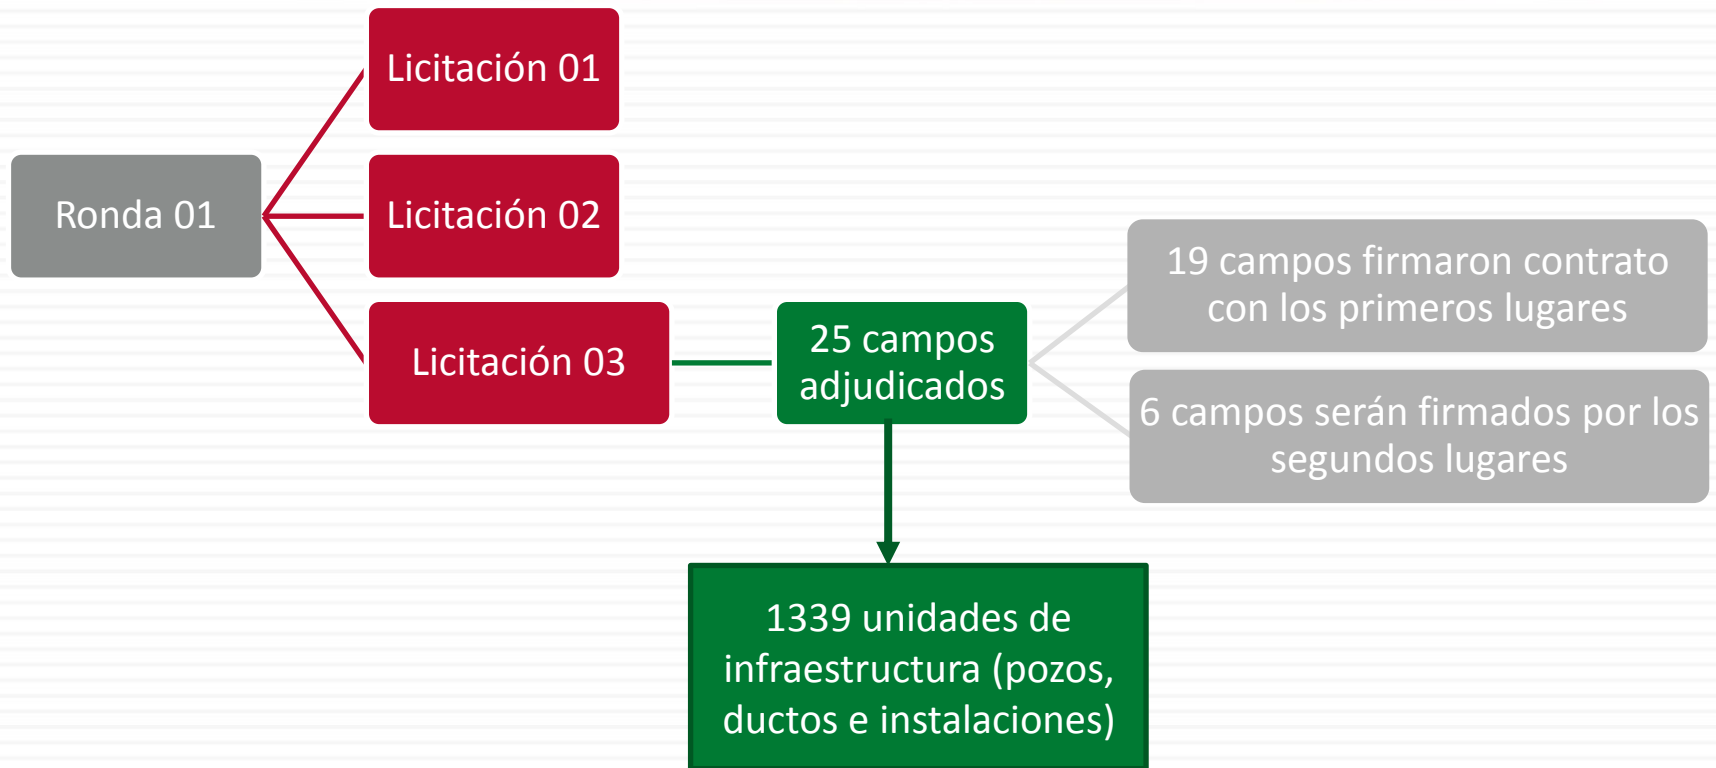 Ronda 01
Licitación 01
Licitación 02
Licitación 03
25 campos
adjudicados
19 campos firmaron contrato
con los primeros lugares
6 campos serán firmados por los
segundos lugares
1339 unidades de
infraestructura (pozos,
ductos e instalaciones)